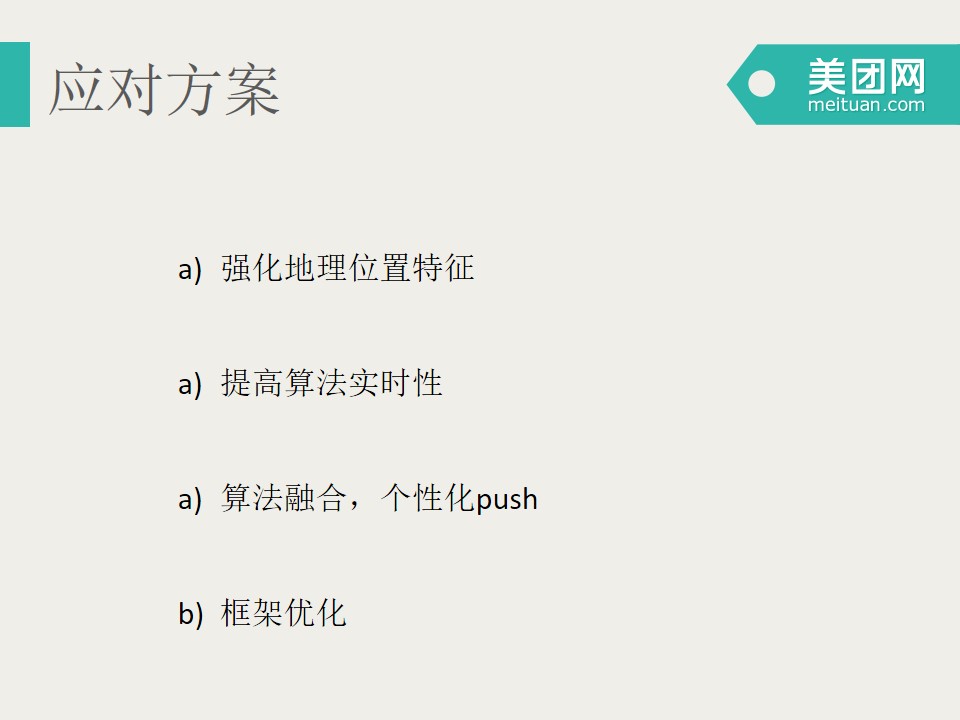 应对方案
美团网
meituan.com
a) 强化地理位置特征
a) 提高算法实时性
a) 算法融合，个性化push
b) 框架优化